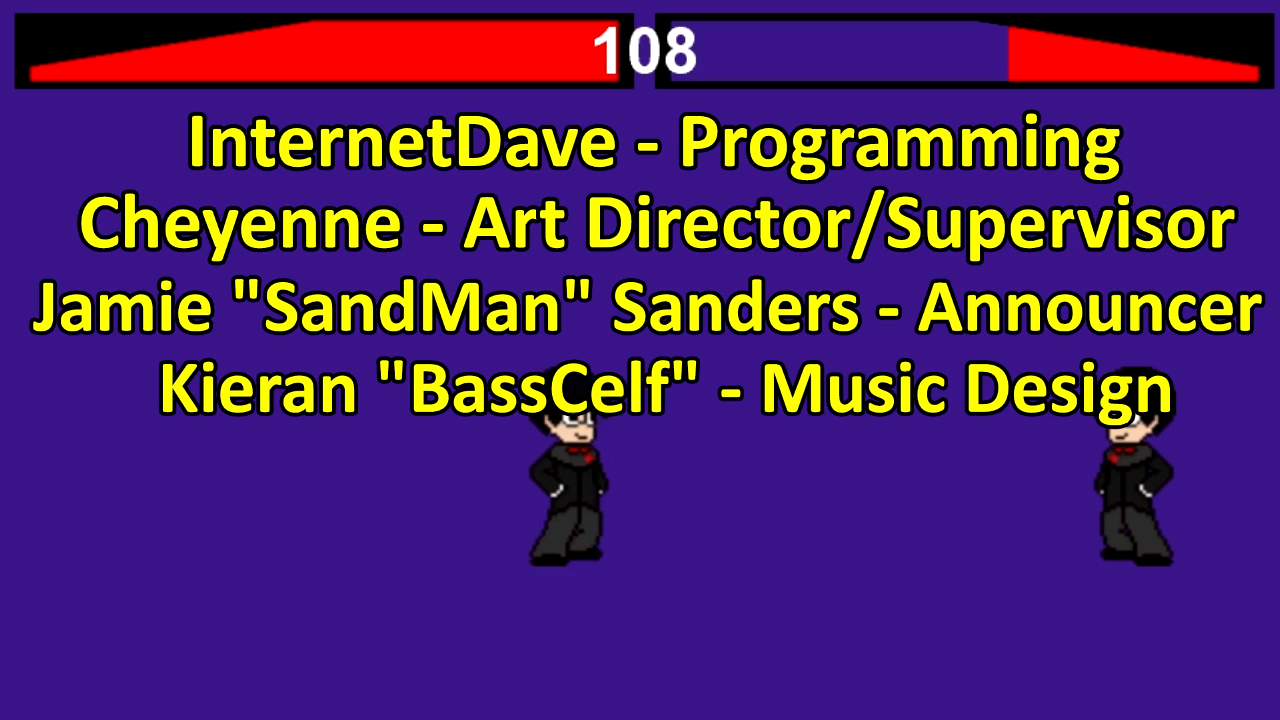 108
InternetDave - Programming
Cheyenne - Art Director/Supervisor
Jamie "SandMan" Sanders - Announcer
Kieran "BassCelf" - Music Design